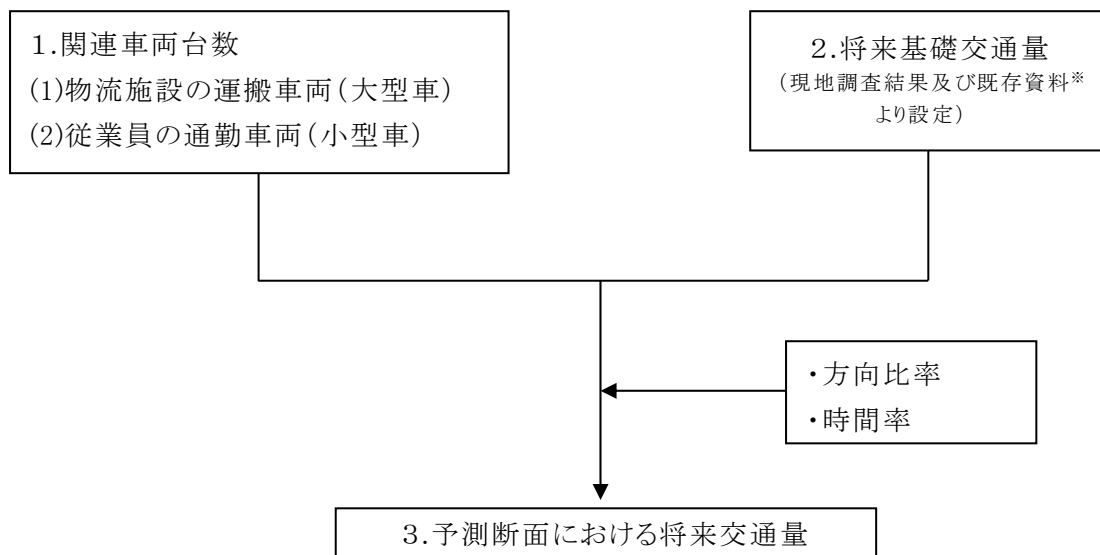 1.関連車両台数
(1)物流施設の運搬車両(大型車)
(2)従業員の通勤車両(小型車)
2.将来基礎交通量
(現地調査結果及び既存資料※
より設定)
・方向比率
・時間率
3.予測断面における将来交通量